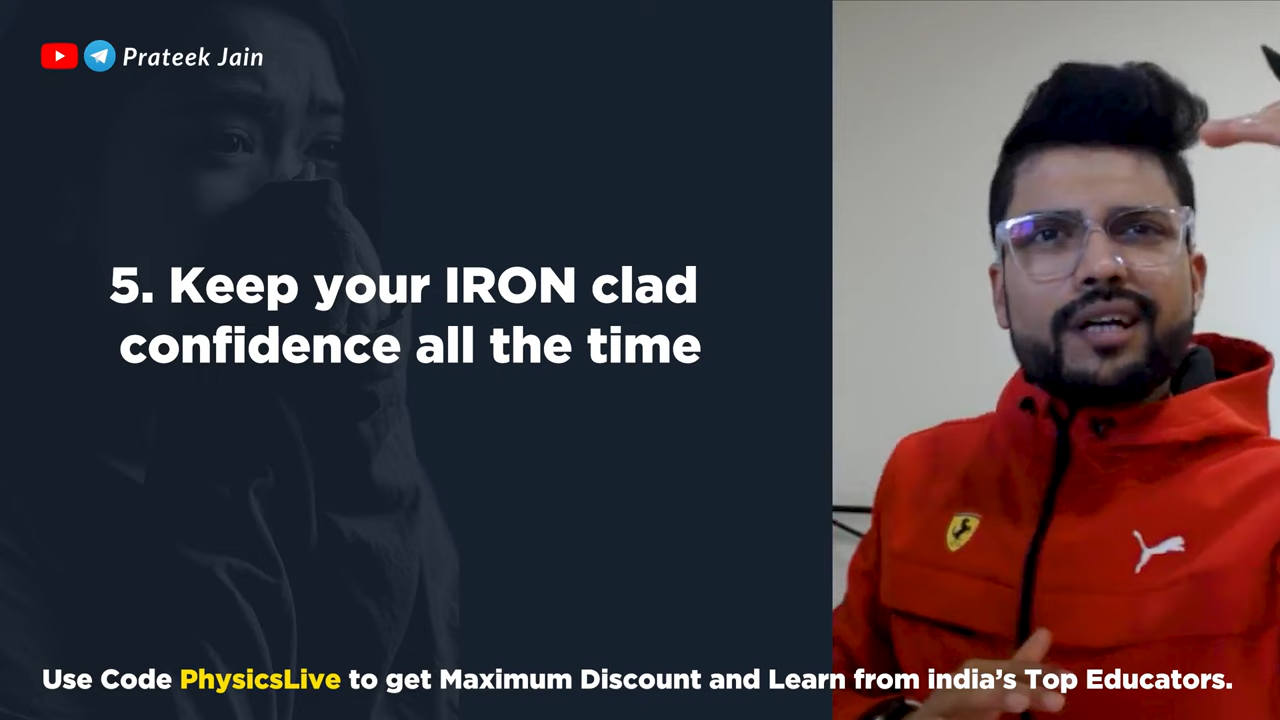 Prateek Jain
5. Keep your IRON clad
confidence all the time
Use Code PhysicsLive to get Maximum Discount and Learn from india's Top Educators.